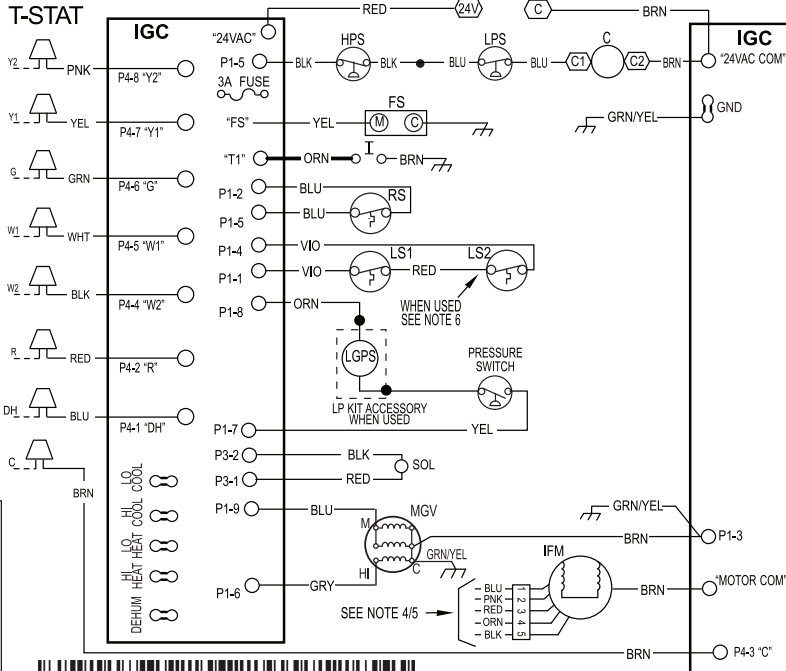 T-STAT
IGC
"24VAC"
RED
24V
C
BRN
IGC
"24VAC COM"
Y2
PNK
P4-8 "Y2"
P1-5
BLK
HPS
BLK
BLU
LPS
BLU
C1
C
C2
BRN
3A FUSE
GND
GRN/YEL
Y1
YEL
P4-7 "Y1"
"FS"
YEL
FS
M
C
"T1"
ORN
I
BRN
G
GRN
P4-6 "G"
P1-2
BLU
RS
P1-5
BLU
W1
WHT
P4-5 "W1"
P1-4
VIO
P1-1
VIO
LS1
RED
LS2
W2
BLK
P4-4 "W2"
P1-8
ORN
WHEN USED
SEE NOTE 6
R
RED
P4-2 "R"
LGPS
PRESSURE
SWITCH
LP KIT ACCESSORY
WHEN USED
DH
BLU
P4-1 "DH"
P1-7
YEL
C
BRN
P3-2
BLK
P3-1
RED
SOL
LO
COOL
HI
COOL
LO
HEAT
HI
HEAT
DEHUM
P1-9
BLU
M
MGV
HI
C
GRN/YEL
P1-6
GRY
GRN/YEL
BRN
P1-3
IFM
SEE NOTE 4/5
BLU 1
PNK 2
RED 3
ORN 4
BLK 5
BRN
"MOTOR COM"
BRN
P4-3 "C"